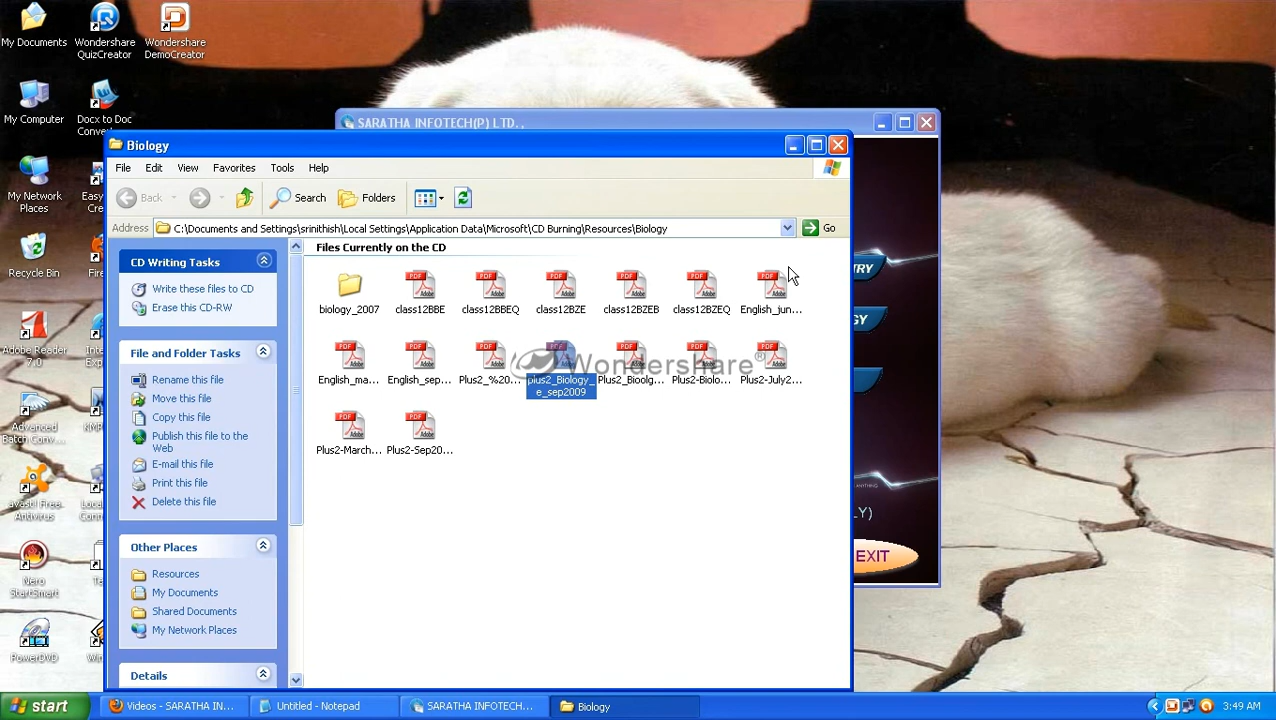 My Documents
Wondershare QuizCreator
Wondershare DemoCreator
My Computer
Docx to Doc
My Network Places
Recycle Bin
Adobe Reader 7.0
Advanced
avast! Free Antivirus
Nero StartSmart
PowerDVD
SARATHA INFOTECH(P) LTD.,
EXIT
Biology
File Edit View Favorites Tools Help
Back Search Folders
Address C:\Documents and Settings\srinithish\Local Settings\Application Data\Microsoft\CD Burning\Resources\Biology Go
CD Writing Tasks
Write these files to CD
Erase this CD-RW
File and Folder Tasks
Rename this file
Move this file
Copy this file
Publish this file to the Web
E-mail this file
Print this file
Delete this file
Other Places
Resources
My Documents
Shared Documents
My Network Places
Details
Files Currently on the CD
biology_2007 class12BBE class12BBEQ class12BZE class12BZEB class12BZEQ English_jun...
English_ma... English_sep... Plus2_%20... plus2_Biology_e_sep2009 Plus2_Bioolg... Plus2-Biolo... Plus2-July2...
Plus2-March... Plus2-Sep20...
Wondershare®
start Videos - SARATHA IN... Untitled - Notepad SARATHA INFOTECH... Biology 3:49 AM